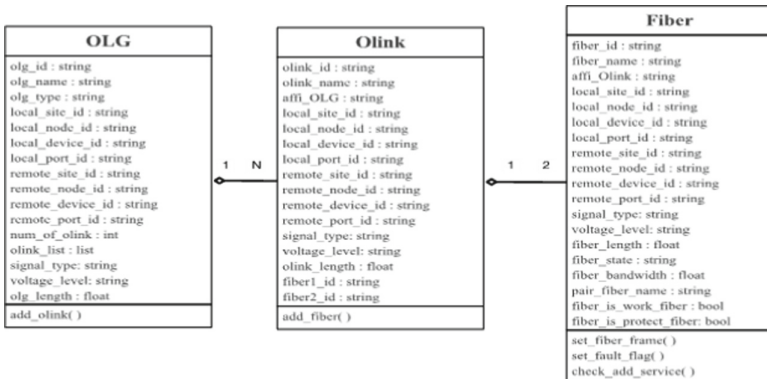 OLG
olg_id : string
olg_name : string
olg_type : string
local_site_id : string
local_node_id : string
local_device_id : string
local_port_id : string
remote_site_id : string
remote_node_id : string
remote_device_id : string
remote_port_id : string
num_of_olink : int
olink_list : list
signal_type: string
voltage_level: string
olg_length : float
add_olink( )
1 N
Olink
olink_id : string
olink_name : string
affi_OLG : string
local_site_id : string
local_node_id : string
local_device_id : string
local_port_id : string
remote_site_id : string
remote_node_id : string
remote_device_id : string
remote_port_id : string
signal_type: string
voltage_level: string
olink_length : float
fiber1_id : string
fiber2_id : string
add_fiber( )
1 2
Fiber
fiber_id : string
fiber_name : string
affi_Olink : string
local_site_id : string
local_node_id : string
local_device_id : string
local_port_id : string
remote_site_id : string
remote_node_id : string
remote_device_id : string
remote_port_id : string
signal_type: string
voltage_level: string
fiber_length : float
fiber_state : string
fiber_bandwidth : float
pair_fiber_name : string
fiber_is_work_fiber : bool
fiber_is_protect_fiber: bool
set_fiber_frame( )
set_fault_flag( )
check_add_service( )